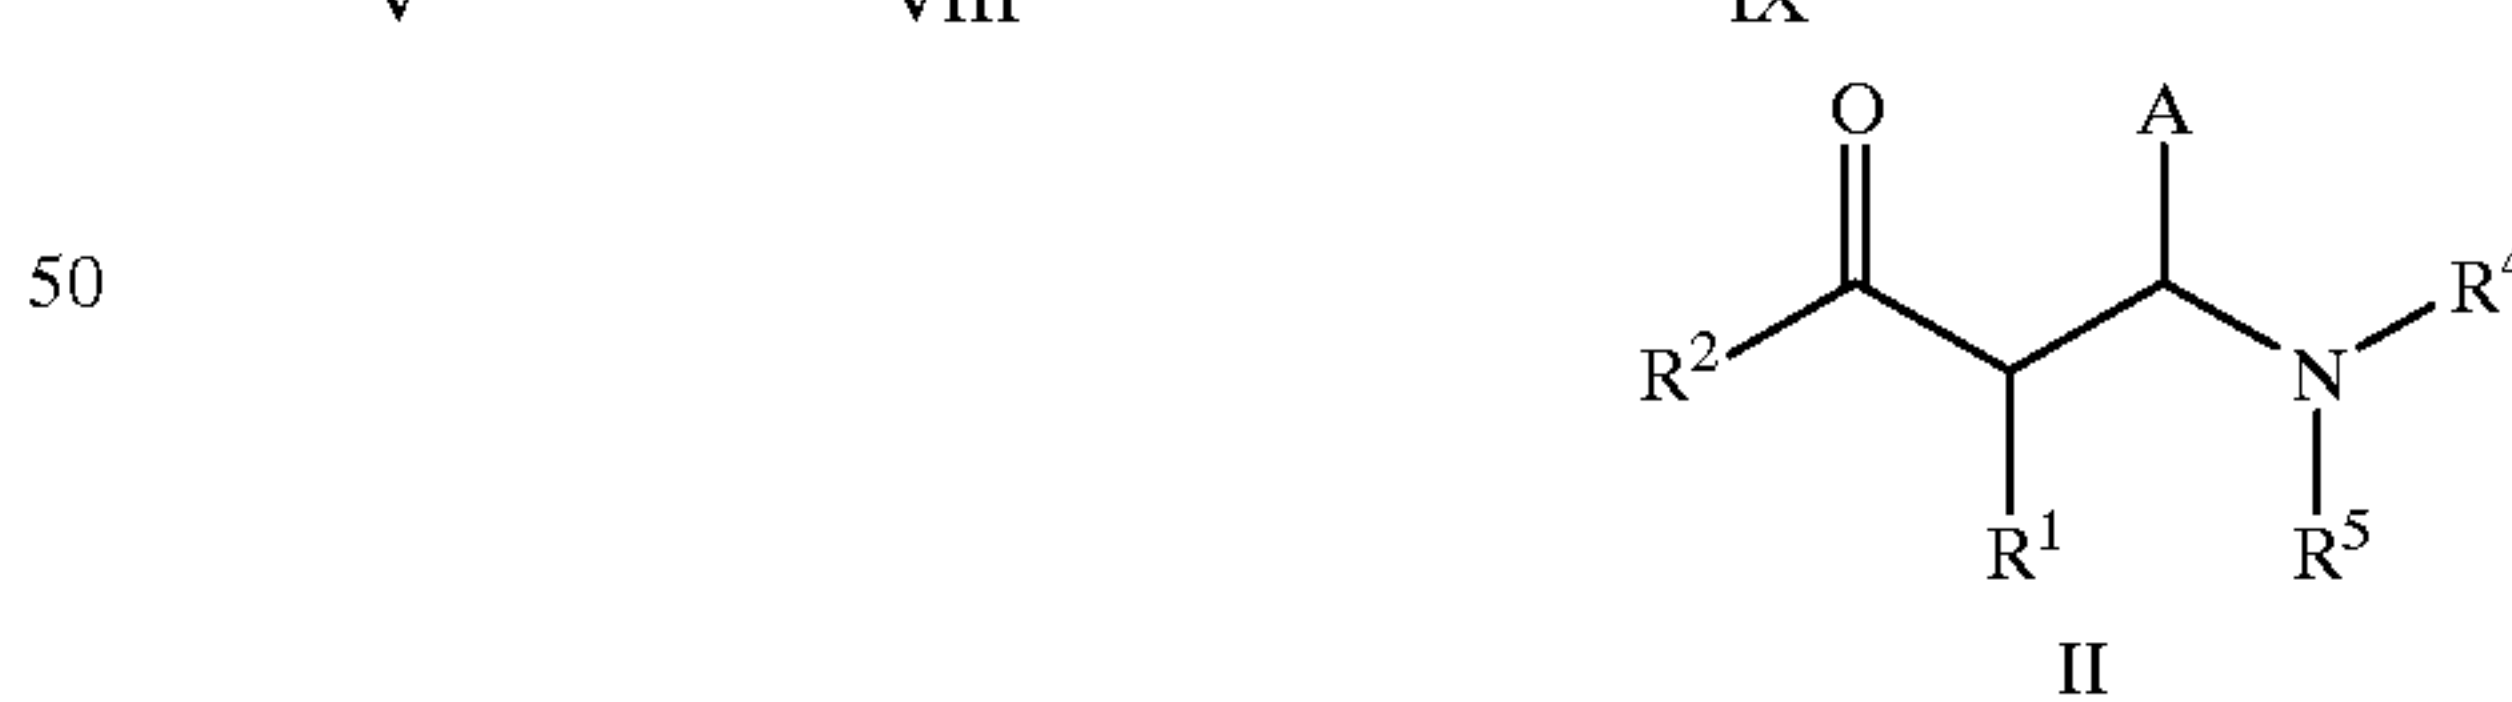 V VIII IX
O A
50 R⁴
R² N
R¹ R⁵
II